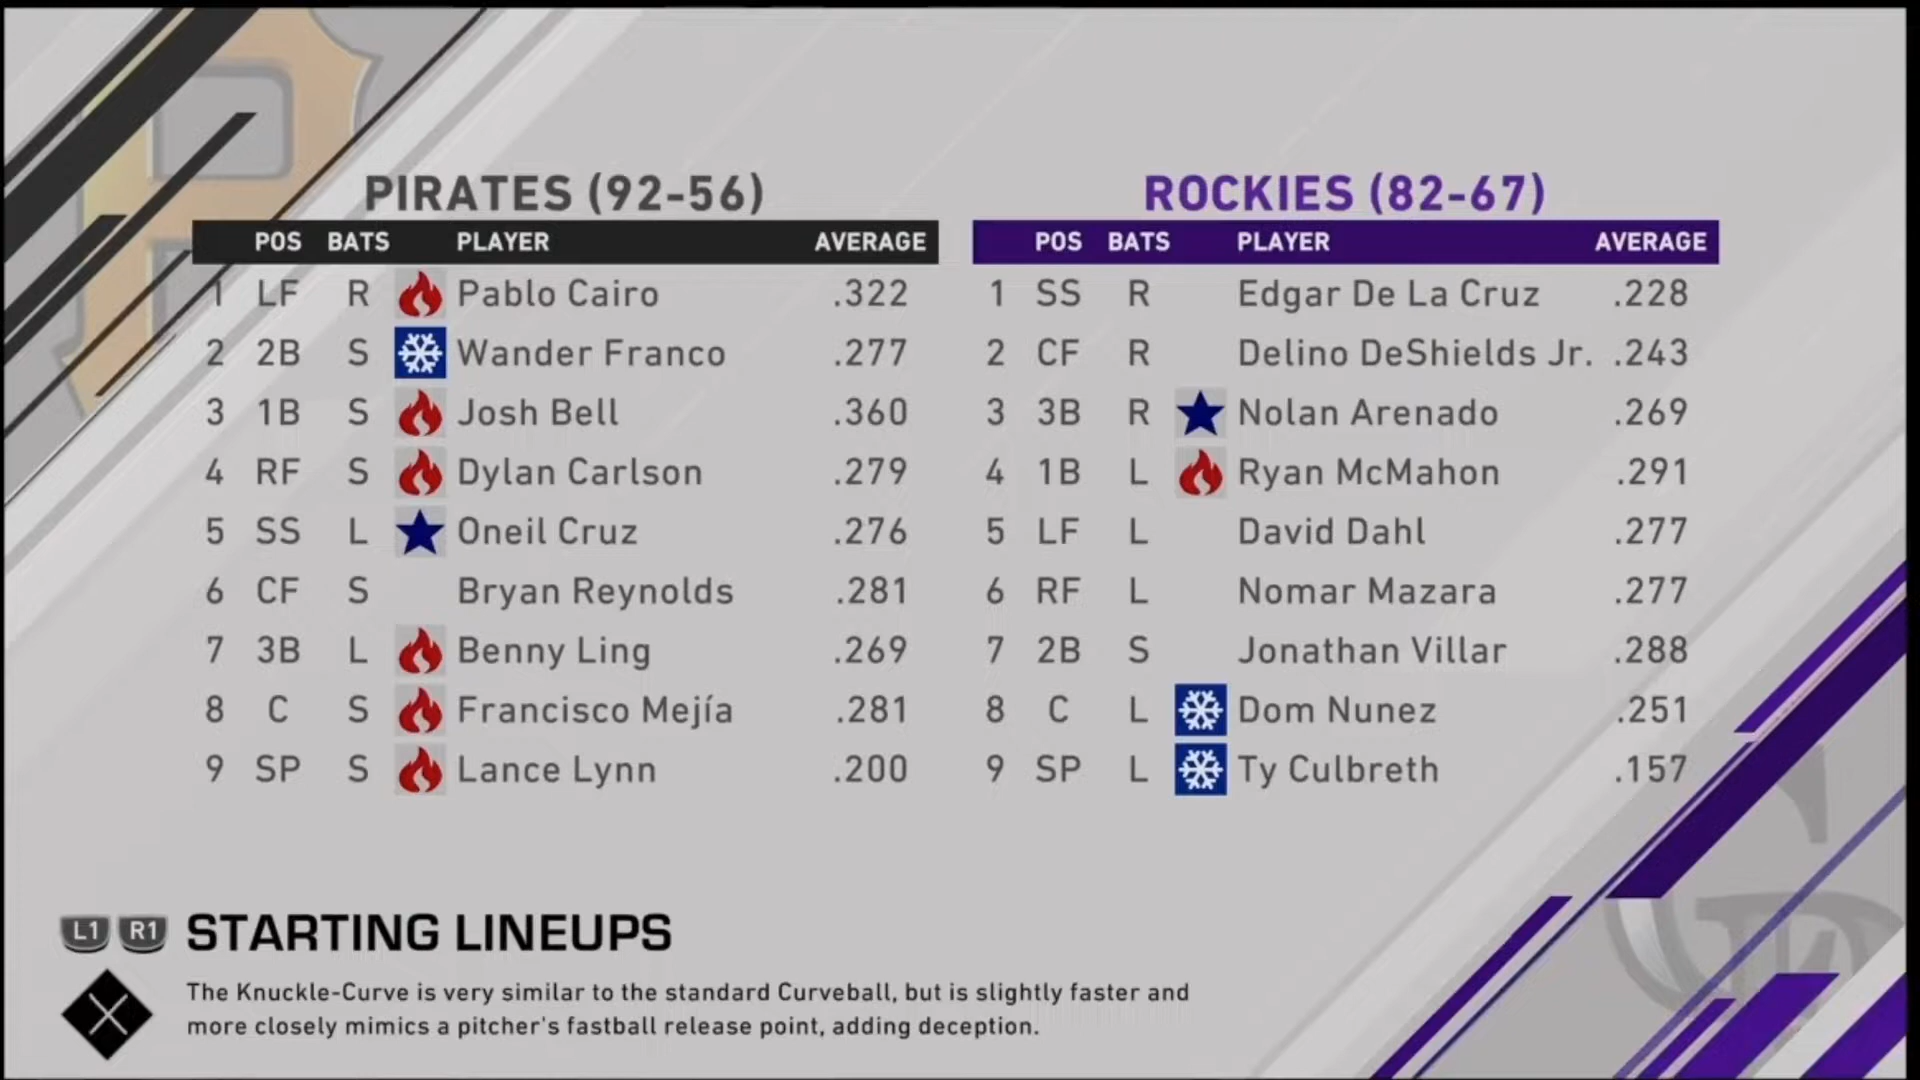 PIRATES (92-56)
POS BATS PLAYER AVERAGE
1 LF R Pablo Cairo .322
2 2B S Wander Franco .277
3 1B S Josh Bell .360
4 RF S Dylan Carlson .279
5 SS L Oneil Cruz .276
6 CF S Bryan Reynolds .281
7 3B L Benny Ling .269
8 C S Francisco Mejía .281
9 SP S Lance Lynn .200
ROCKIES (82-67)
POS BATS PLAYER AVERAGE
1 SS R Edgar De La Cruz .228
2 CF R Delino DeShields Jr. .243
3 3B R Nolan Arenado .269
4 1B L Ryan McMahon .291
5 LF L David Dahl .277
6 RF L Nomar Mazara .277
7 2B S Jonathan Villar .288
8 C L Dom Nunez .251
9 SP L Ty Culbreth .157
L1 R1 STARTING LINEUPS
The Knuckle-Curve is very similar to the standard Curveball, but is slightly faster and
more closely mimics a pitcher's fastball release point, adding deception.